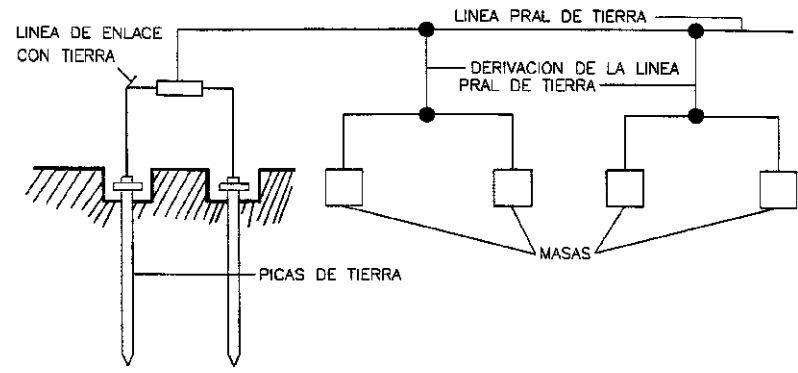 LINEA PRAL DE TIERRA
LINEA DE ENLACE
CON TIERRA
DERIVACION DE LA LINEA
PRAL DE TIERRA
MASAS
PICAS DE TIERRA